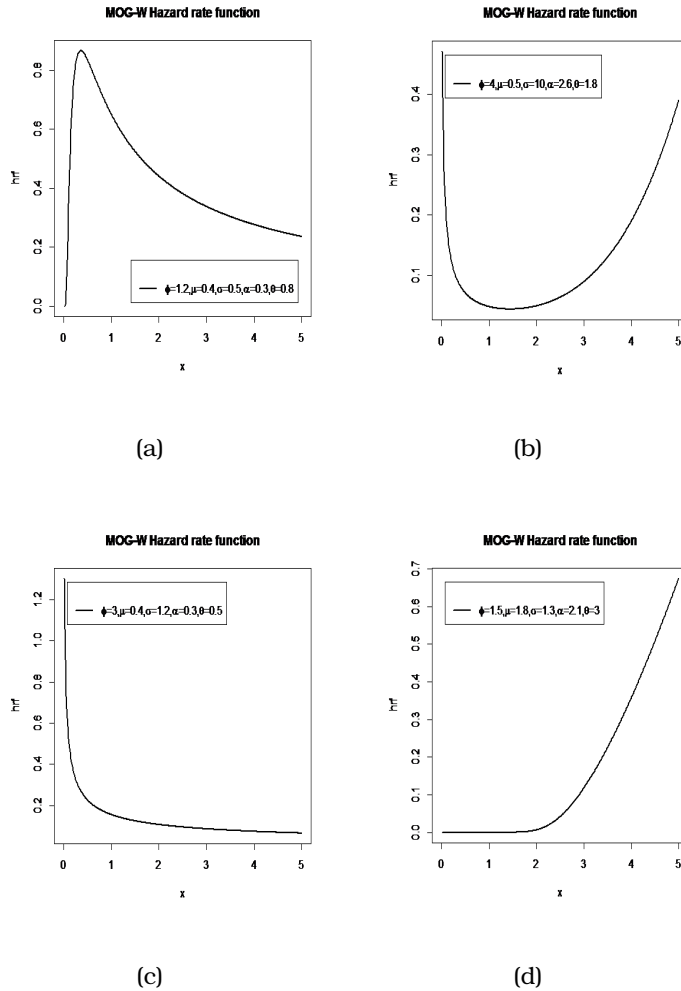 MOG-W Hazard rate function
hrf
0.0 0.2 0.4 0.6 0.8
ϕ=1.2,μ=0.4,σ=0.5,α=0.3,θ=0.8
0 1 2 3 4 5
x
(a)
MOG-W Hazard rate function
hrf
0.1 0.2 0.3 0.4
ϕ=4,μ=0.5,σ=10,α=2.6,θ=1.8
0 1 2 3 4 5
x
(b)
MOG-W Hazard rate function
hrf
0.2 0.4 0.6 0.8 1.0 1.2
ϕ=3,μ=0.4,σ=1.2,α=0.3,θ=0.5
0 1 2 3 4 5
x
(c)
MOG-W Hazard rate function
hrf
0.0 0.1 0.2 0.3 0.4 0.5 0.6 0.7
ϕ=1.5,μ=1.8,σ=1.3,α=2.1,θ=3
0 1 2 3 4 5
x
(d)